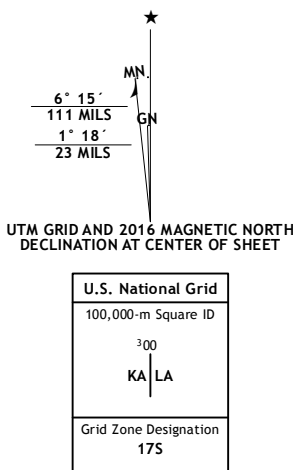 ★
MN
GN
6° 15´
111 MILS
1° 18´
23 MILS
UTM GRID AND 2016 MAGNETIC NORTH
DECLINATION AT CENTER OF SHEET
U.S. National Grid
100,000-m Square ID
³00
KA LA
Grid Zone Designation
17S